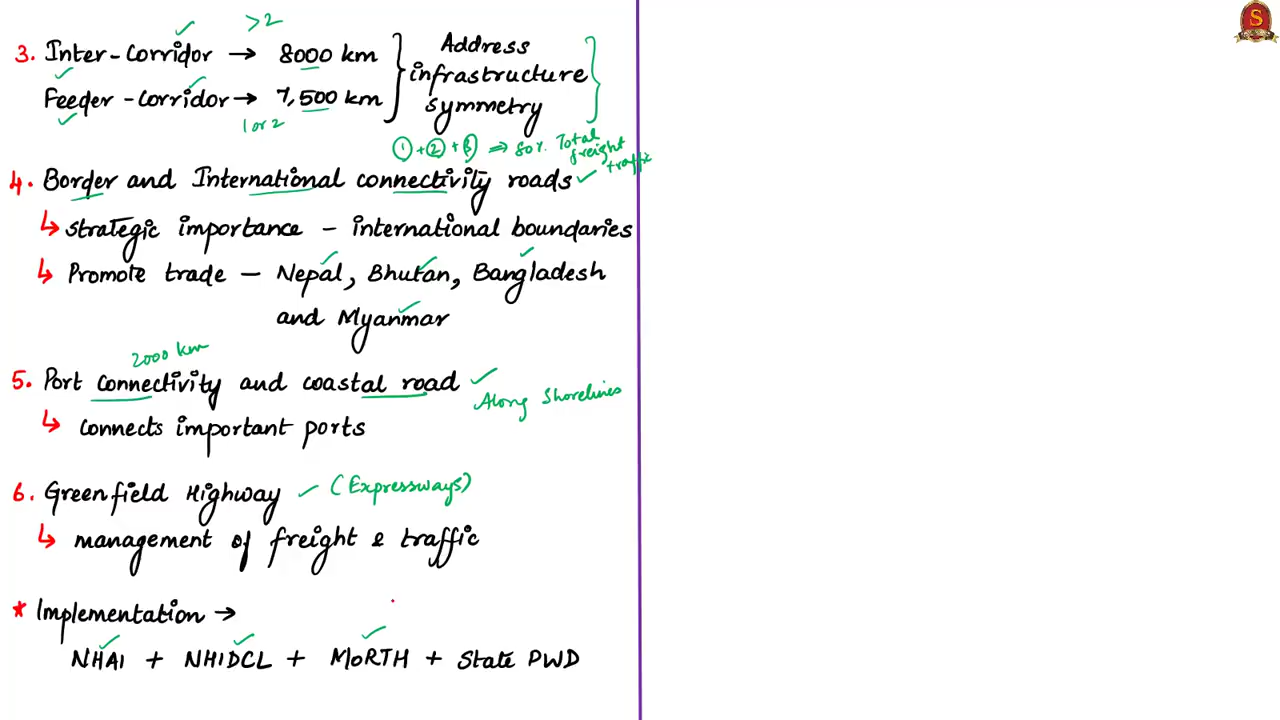 >2
3. Inter-Corridor → 8000 km
Feeder-Corridor → 7,500 km
1 or 2
Address
infrastructure
symmetry
① + ② + ③ ⇒ 80% Total
freight
traffic
4. Border and International connectivity roads
↳ strategic importance – international boundaries
↳ Promote trade – Nepal, Bhutan, Bangladesh
and Myanmar
2000 km
5. Port connectivity and coastal road
Along Shorelines
↳ connects important ports
6. Greenfield Highway (Expressways)
↳ management of freight & traffic
* Implementation →
NHAI + NHIDCL + MoRTH + State PWD
S